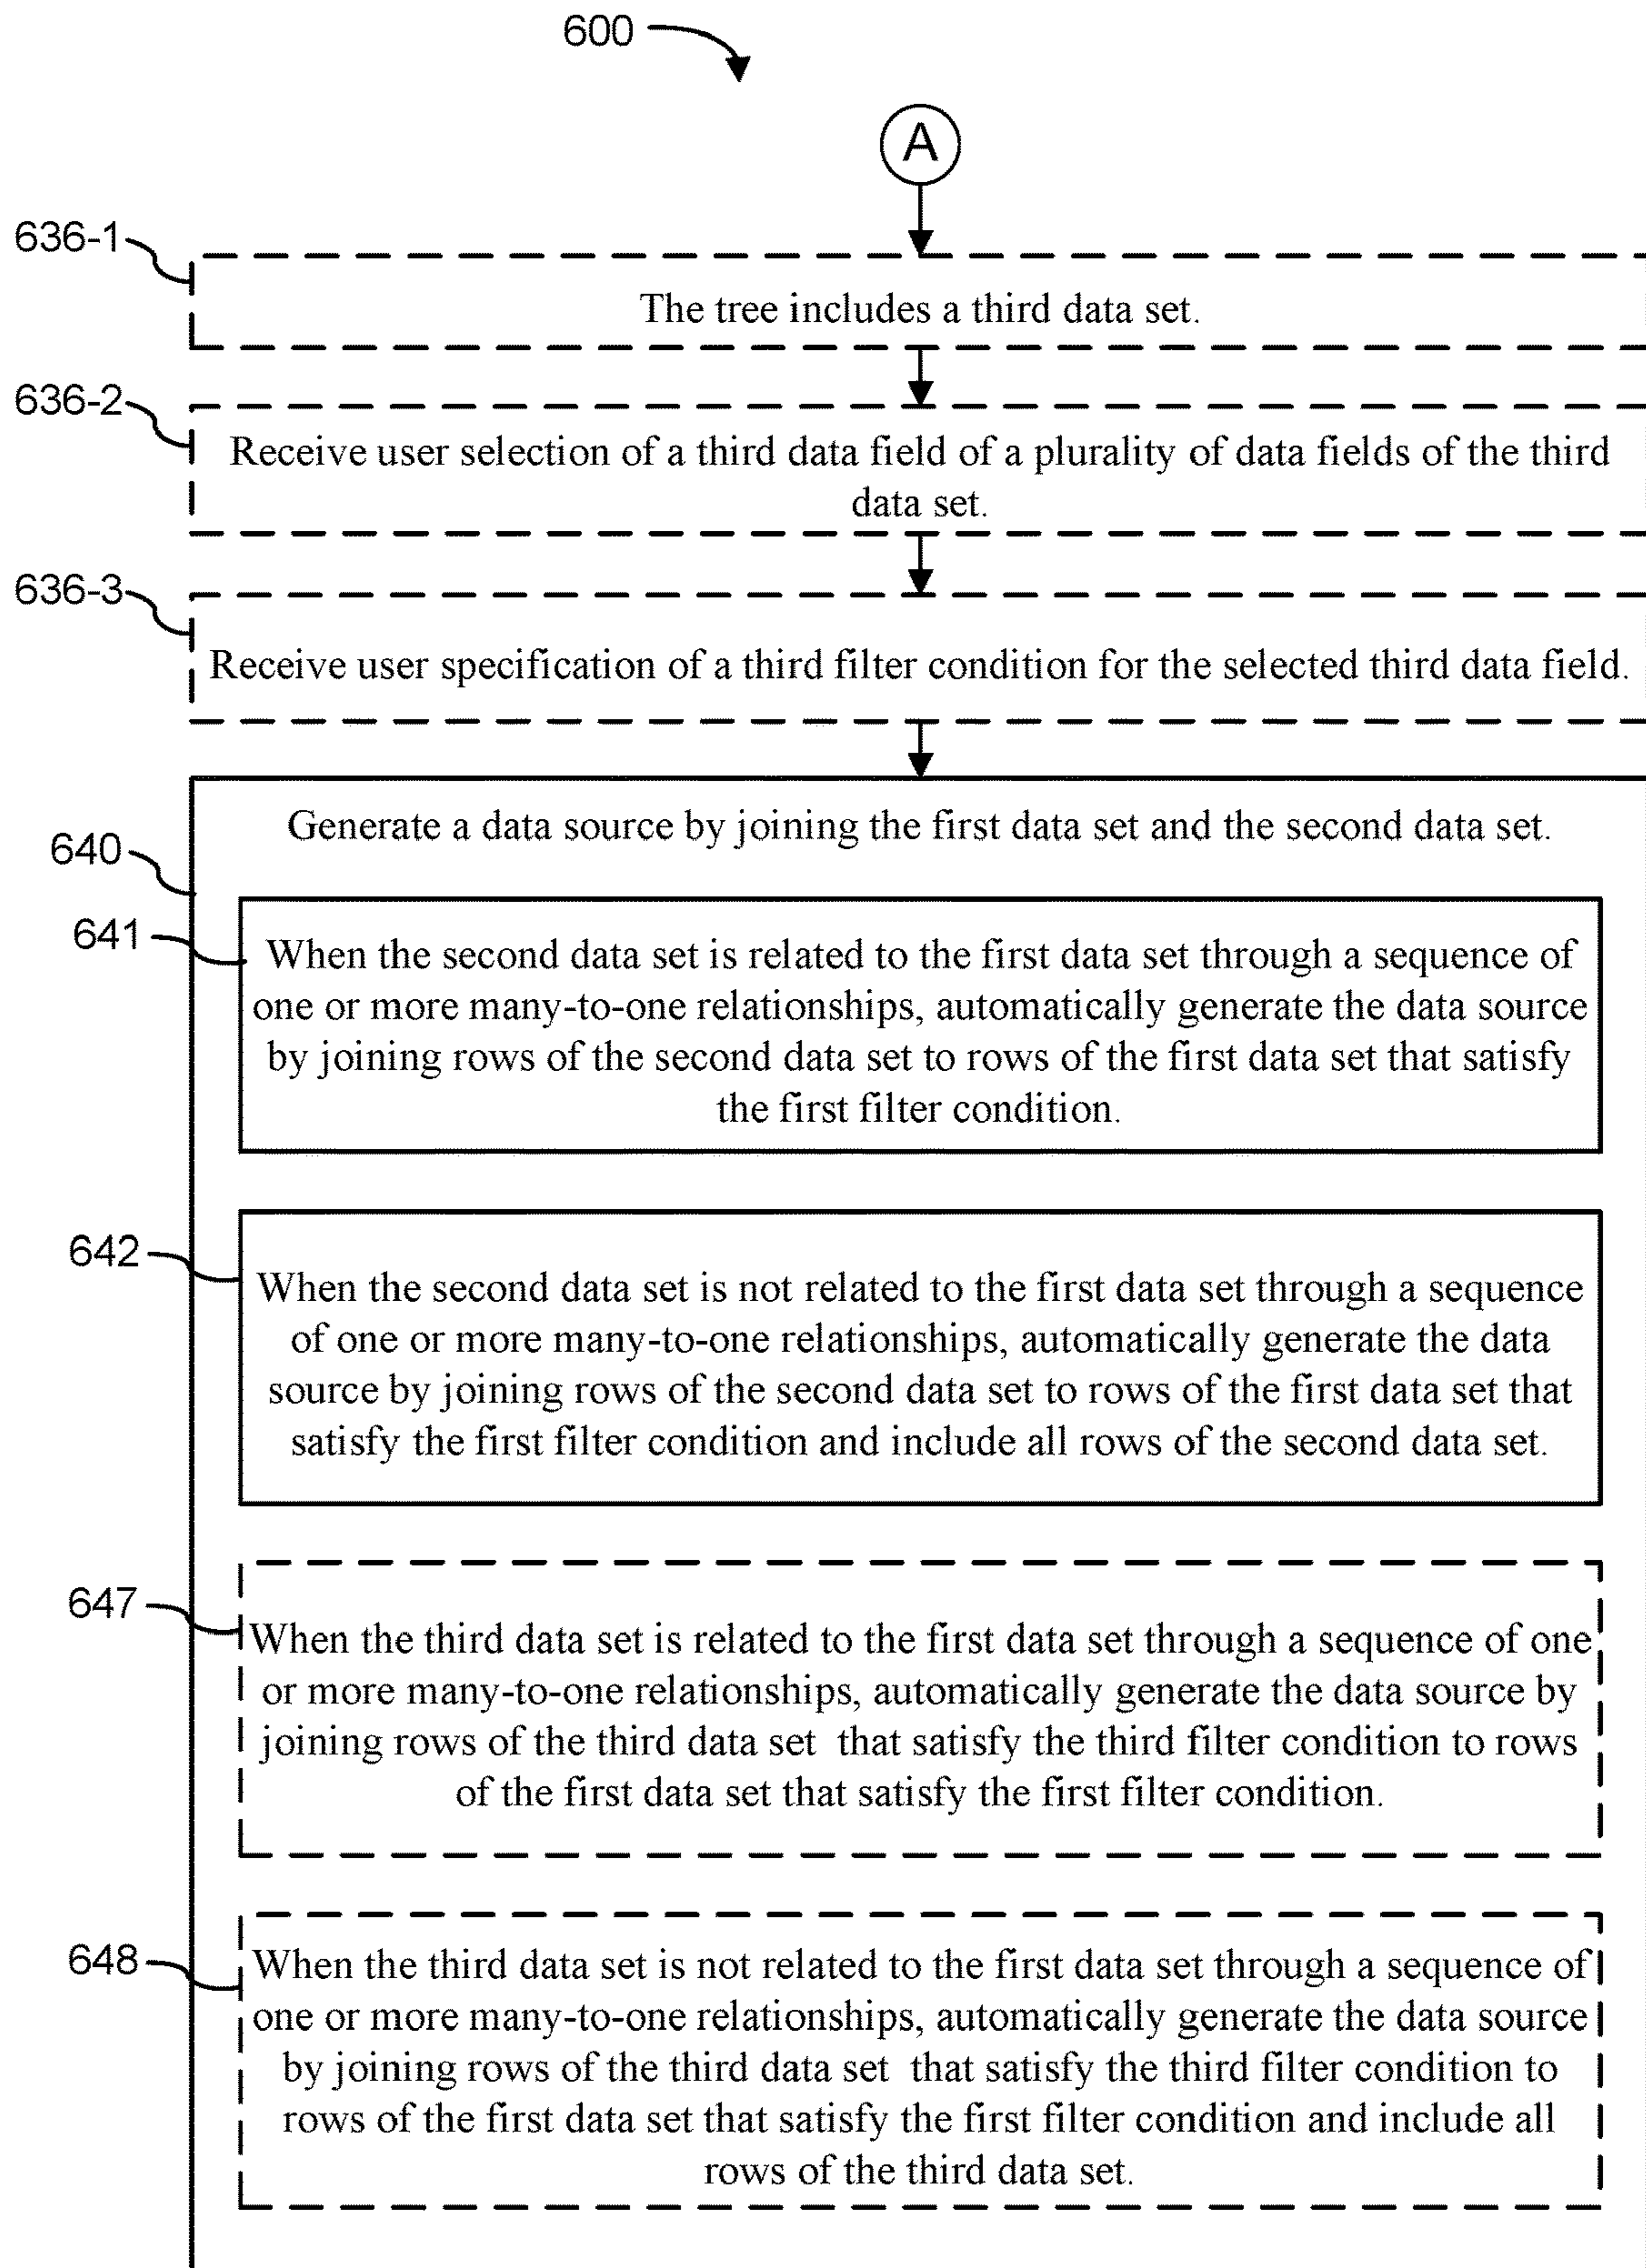 600
A
636-1
The tree includes a third data set.
636-2
Receive user selection of a third data field of a plurality of data fields of the third
data set.
636-3
Receive user specification of a third filter condition for the selected third data field.
640
Generate a data source by joining the first data set and the second data set.
641
When the second data set is related to the first data set through a sequence of
one or more many-to-one relationships, automatically generate the data source
by joining rows of the second data set to rows of the first data set that satisfy
the first filter condition.
642
When the second data set is not related to the first data set through a sequence
of one or more many-to-one relationships, automatically generate the data
source by joining rows of the second data set to rows of the first data set that
satisfy the first filter condition and include all rows of the second data set.
647
When the third data set is related to the first data set through a sequence of one
or more many-to-one relationships, automatically generate the data source by
joining rows of the third data set that satisfy the third filter condition to rows
of the first data set that satisfy the first filter condition.
648
When the third data set is not related to the first data set through a sequence of
one or more many-to-one relationships, automatically generate the data source
by joining rows of the third data set that satisfy the third filter condition to
rows of the first data set that satisfy the first filter condition and include all
rows of the third data set.